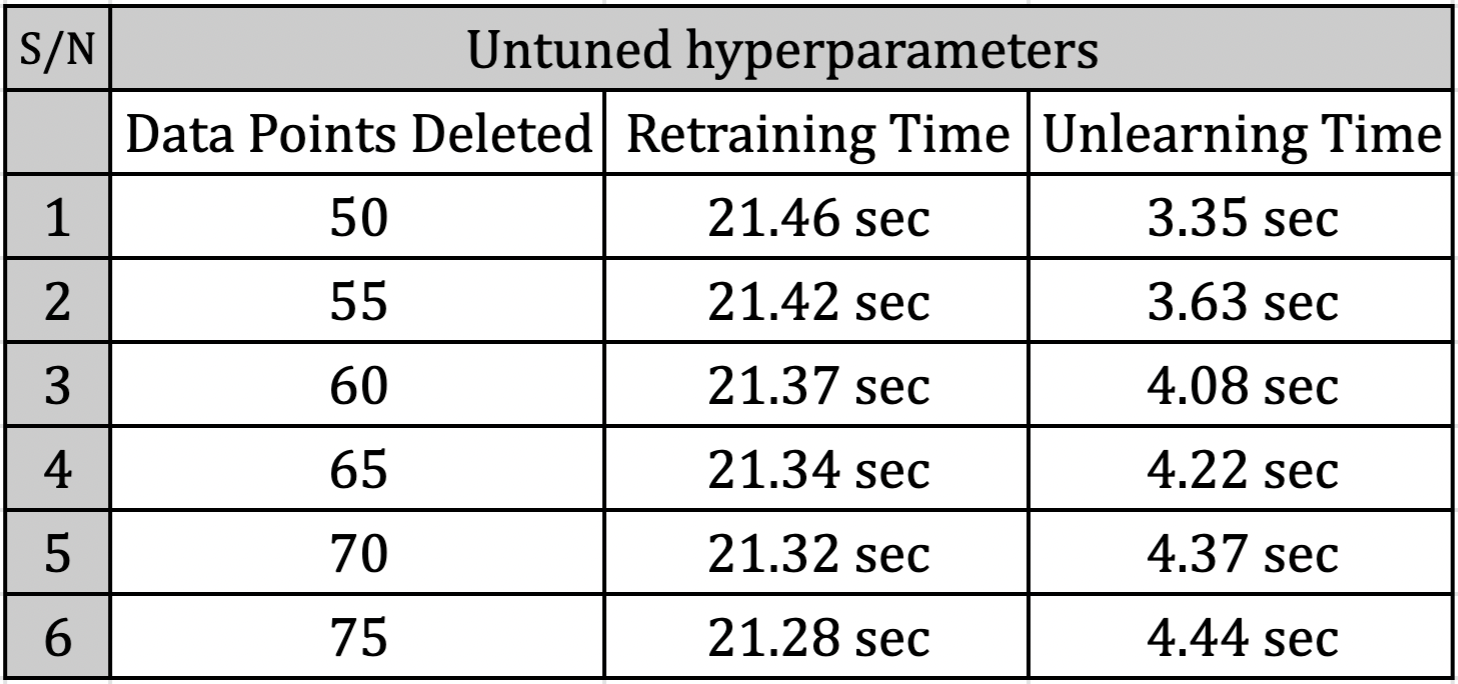 S/N Untuned hyperparameters
Data Points Deleted Retraining Time Unlearning Time
1 50 21.46 sec 3.35 sec
2 55 21.42 sec 3.63 sec
3 60 21.37 sec 4.08 sec
4 65 21.34 sec 4.22 sec
5 70 21.32 sec 4.37 sec
6 75 21.28 sec 4.44 sec